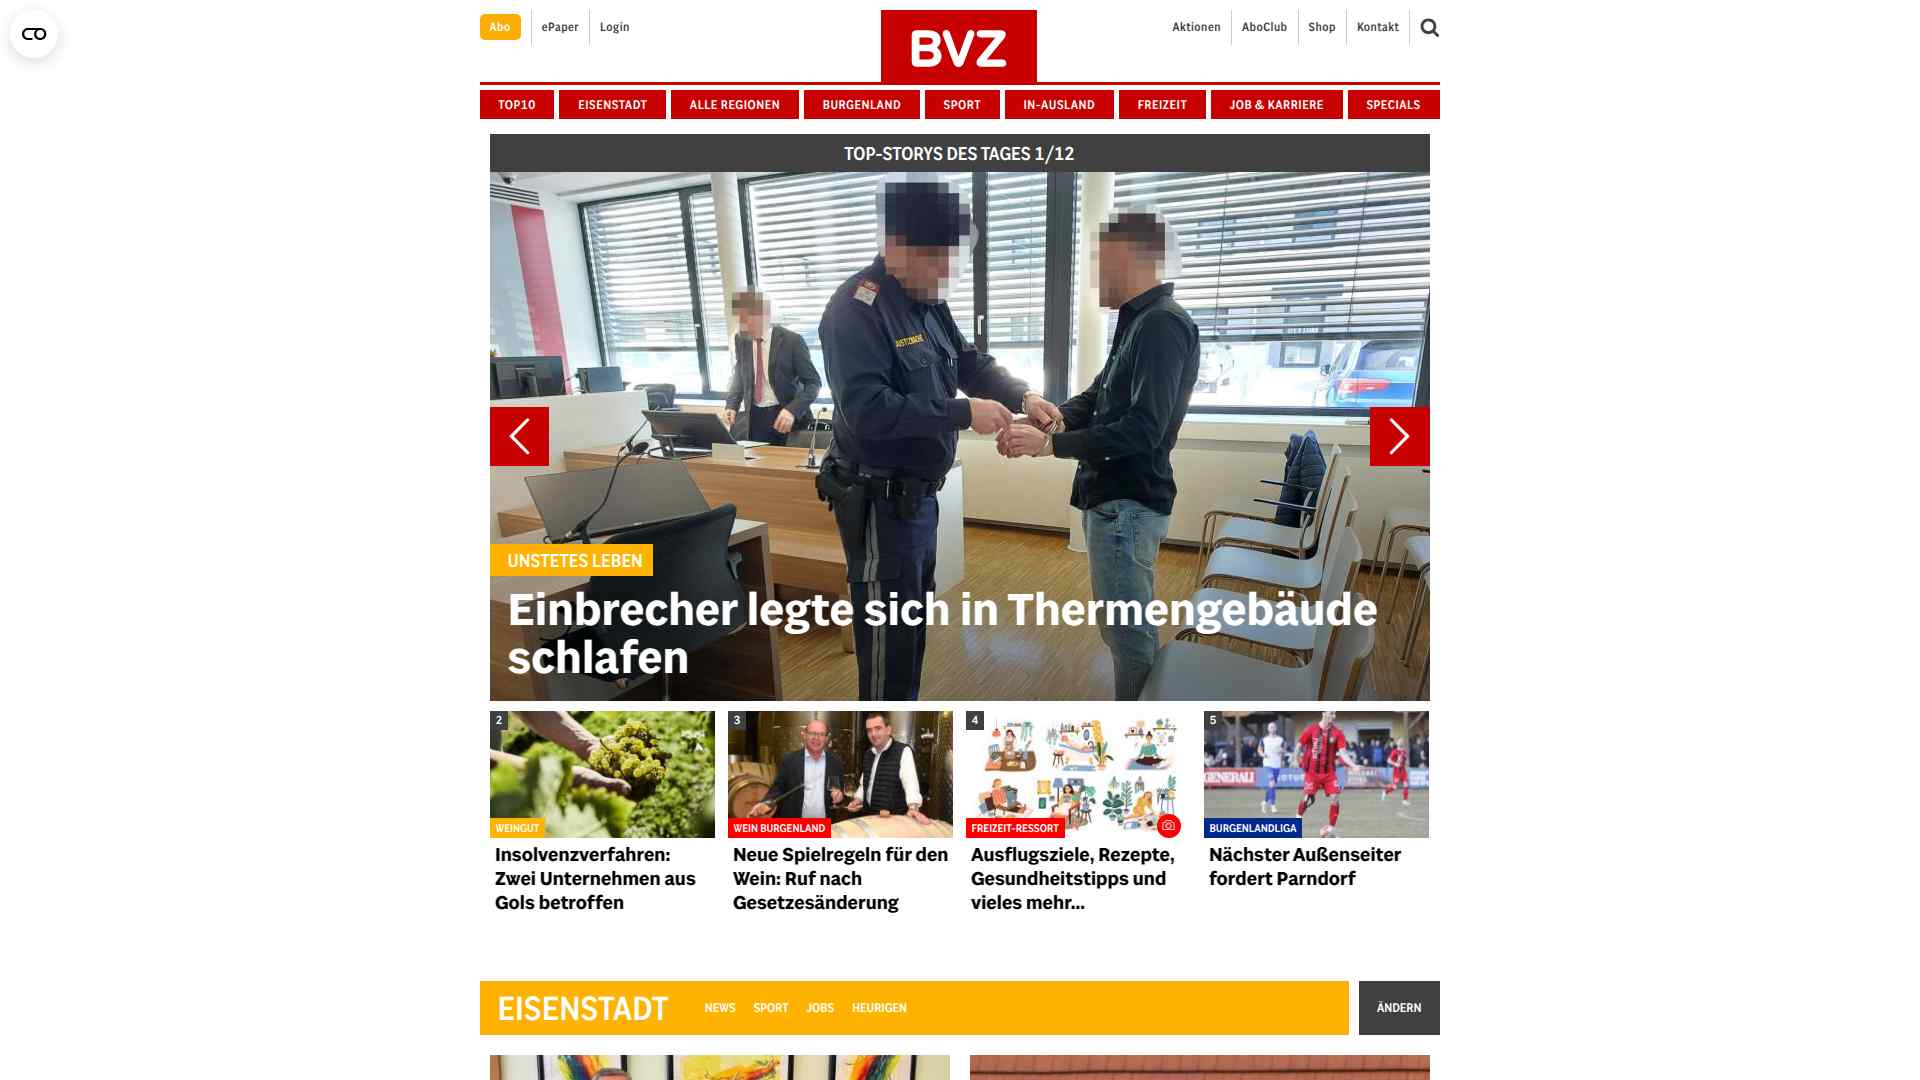 Abo
ePaper
Login
BVZ
Aktionen
AboClub
Shop
Kontakt
TOP10
EISENSTADT
ALLE REGIONEN
BURGENLAND
SPORT
IN-AUSLAND
FREIZEIT
JOB & KARRIERE
SPECIALS
TOP-STORYS DES TAGES 1/12
UNSTETES LEBEN
Einbrecher legte sich in Thermengebäude
schlafen
2
WEINGUT
Insolvenzverfahren:
Zwei Unternehmen aus
Gols betroffen
3
WEIN BURGENLAND
Neue Spielregeln für den
Wein: Ruf nach
Gesetzesänderung
4
FREIZEIT-RESSORT
Ausflugsziele, Rezepte,
Gesundheitstipps und
vieles mehr...
5
GENERALI
BURGENLANDLIGA
Nächster Außenseiter
fordert Parndorf
EISENSTADT
NEWS
SPORT
JOBS
HEURIGEN
ÄNDERN